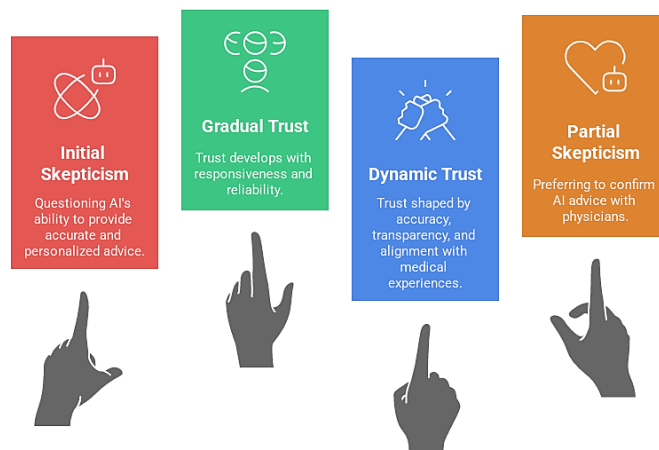 Initial
Skepticism
Questioning AI's
ability to provide
accurate and
personalized advice.
Gradual Trust
Trust develops with
responsiveness and
reliability.
Dynamic Trust
Trust shaped by
accuracy,
transparency, and
alignment with
medical
experiences.
Partial
Skepticism
Preferring to confirm
AI advice with
physicians.